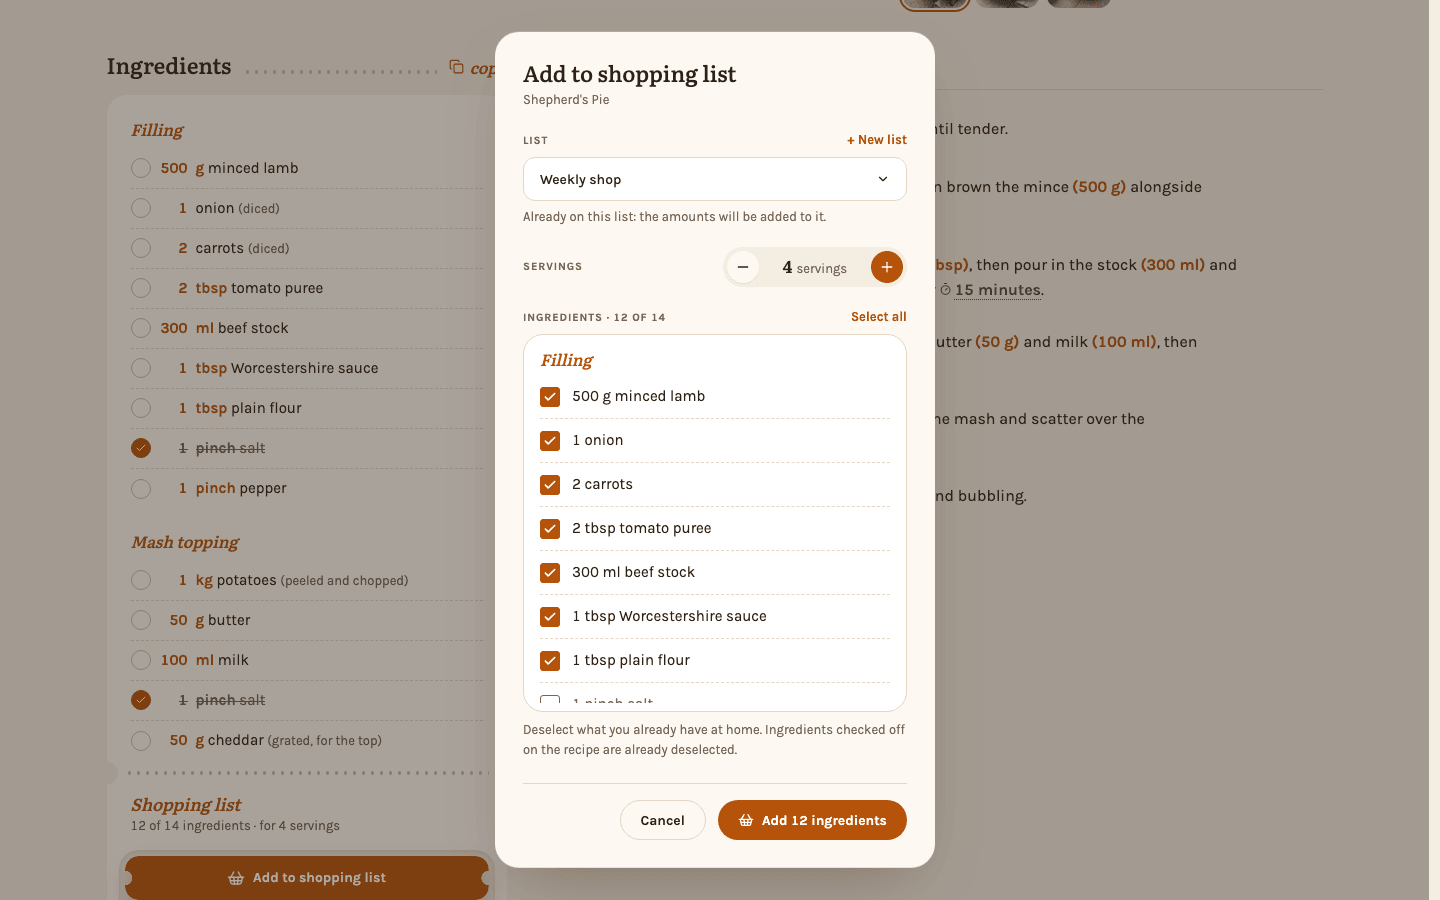 Ingredients
Filling
500 g minced lamb
1 onion (diced)
2 carrots (diced)
2 tbsp tomato puree
300 ml beef stock
1 tbsp Worcestershire sauce
1 tbsp plain flour
1 pinch salt
1 pinch pepper
Mash topping
1 kg potatoes (peeled and chopped)
50 g butter
100 ml milk
1 pinch salt
50 g cheddar (grated, for the top)
Shopping list
12 of 14 ingredients · for 4 servings
Add to shopping list
Add to shopping list
Shepherd's Pie
LIST
+ New list
Weekly shop
Already on this list: the amounts will be added to it.
SERVINGS
4 servings
INGREDIENTS · 12 OF 14
Select all
Filling
500 g minced lamb
1 onion
2 carrots
2 tbsp tomato puree
300 ml beef stock
1 tbsp Worcestershire sauce
1 tbsp plain flour
1 pinch salt
Deselect what you already have at home. Ingredients checked off
on the recipe are already deselected.
Cancel
Add 12 ingredients
tender.
brown the mince (500 g) alongside
then pour in the stock (300 ml) and
15 minutes.
(50 g) and milk (100 ml), then
mash and scatter over the
bubbling.